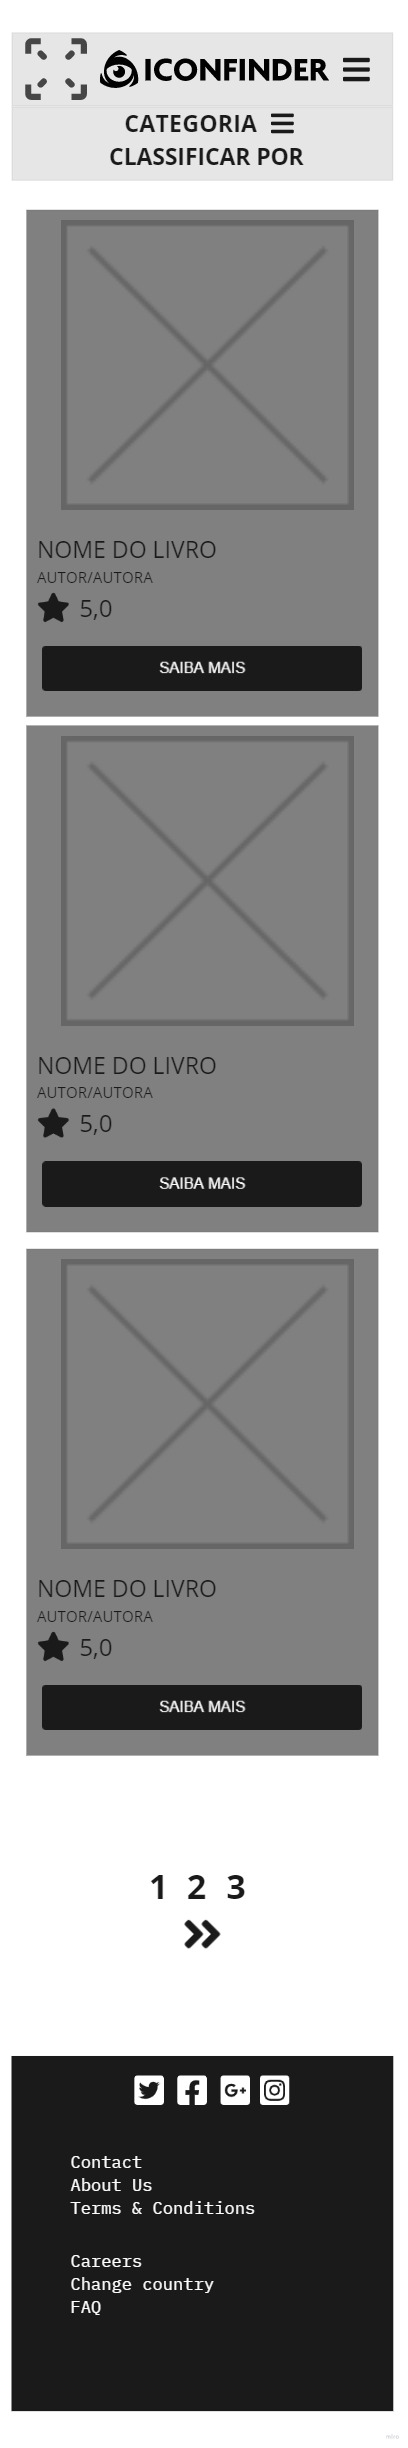 ICONFINDER
CATEGORIA
CLASSIFICAR POR
NOME DO LIVRO
AUTOR/AUTORA
5,0
SAIBA MAIS
NOME DO LIVRO
AUTOR/AUTORA
5,0
SAIBA MAIS
NOME DO LIVRO
AUTOR/AUTORA
5,0
SAIBA MAIS
1 2 3
G+
Contact
About Us
Terms & Conditions
Careers
Change country
FAQ
miro